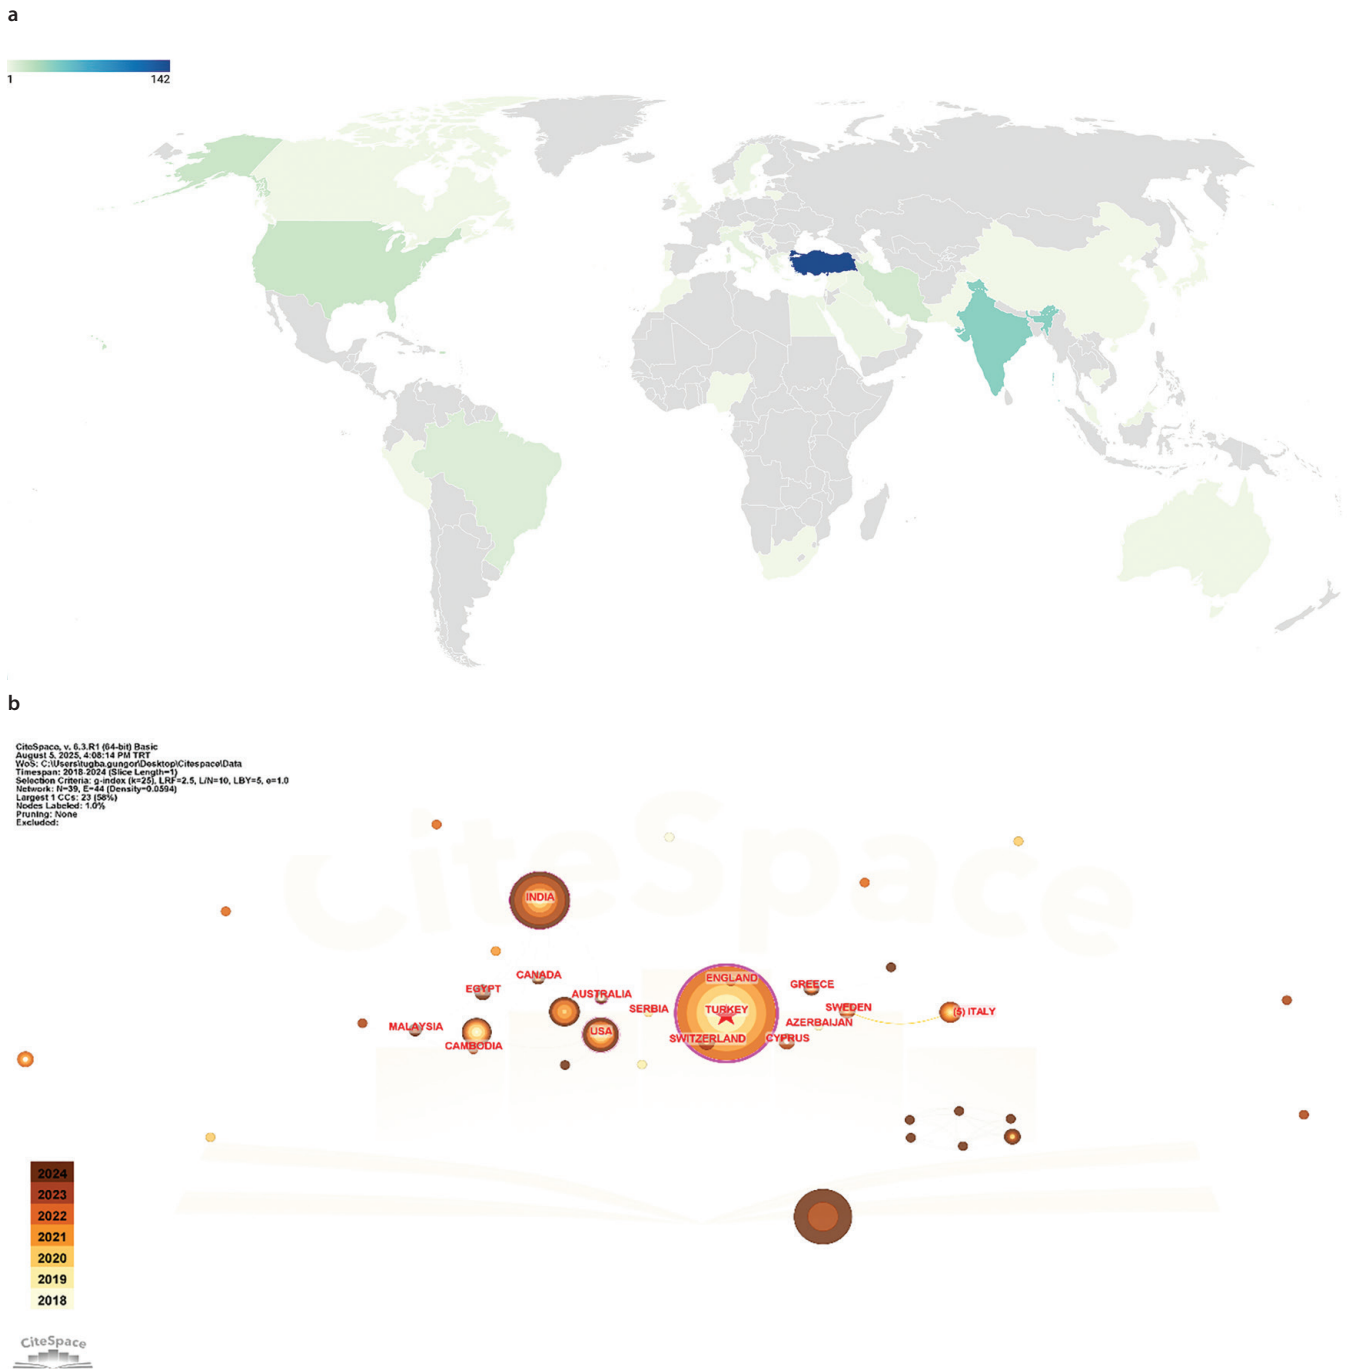 a
1 142
b
CiteSpace, v. 6.3.R1 (64-bit) Basic
August 5, 2025, 4:08:14 PM TRT
WoS: C:\Users\tugba.gungor\Desktop\Citespace\Data
Timespan: 2018-2024 (Slice Length=1)
Selection Criteria: g-index (k=25), LRF=2.5, L/N=10, LBY=5, e=1.0
Network: N=39, E=44 (Density=0.0594)
Largest 1 CCs: 23 (58%)
Nodes Labeled: 1.0%
Pruning: None
Excluded:
CiteSpace
INDIA
CANADA
ENGLAND
EGYPT
GREECE
AUSTRALIA
SERBIA
TURKEY
SWEDEN
(5) ITALY
MALAYSIA
USA
AZERBAIJAN
CAMBODIA
SWITZERLAND
CYPRUS
2024
2023
2022
2021
2020
2019
2018
CiteSpace